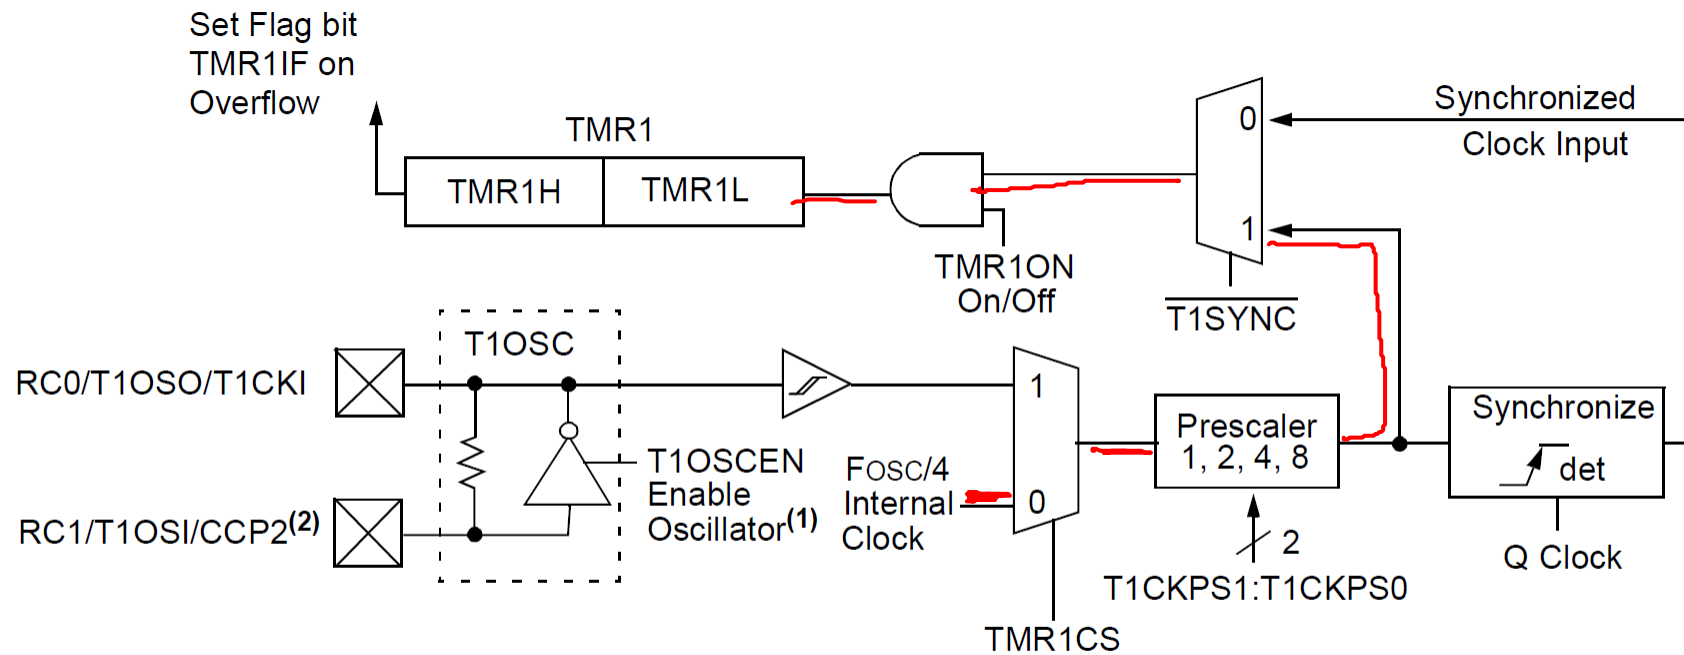 Set Flag bit
TMR1IF on
Overflow
TMR1
TMR1H
TMR1L
TMR1ON
On/Off
0
1
T1SYNC
Synchronized
Clock Input
T1OSC
RC0/T1OSO/T1CKI
RC1/T1OSI/CCP2(2)
T1OSCEN
Enable
Oscillator(1)
FOSC/4
Internal
Clock
1
0
TMR1CS
Prescaler
1, 2, 4, 8
2
T1CKPS1:T1CKPS0
Synchronize
det
Q Clock